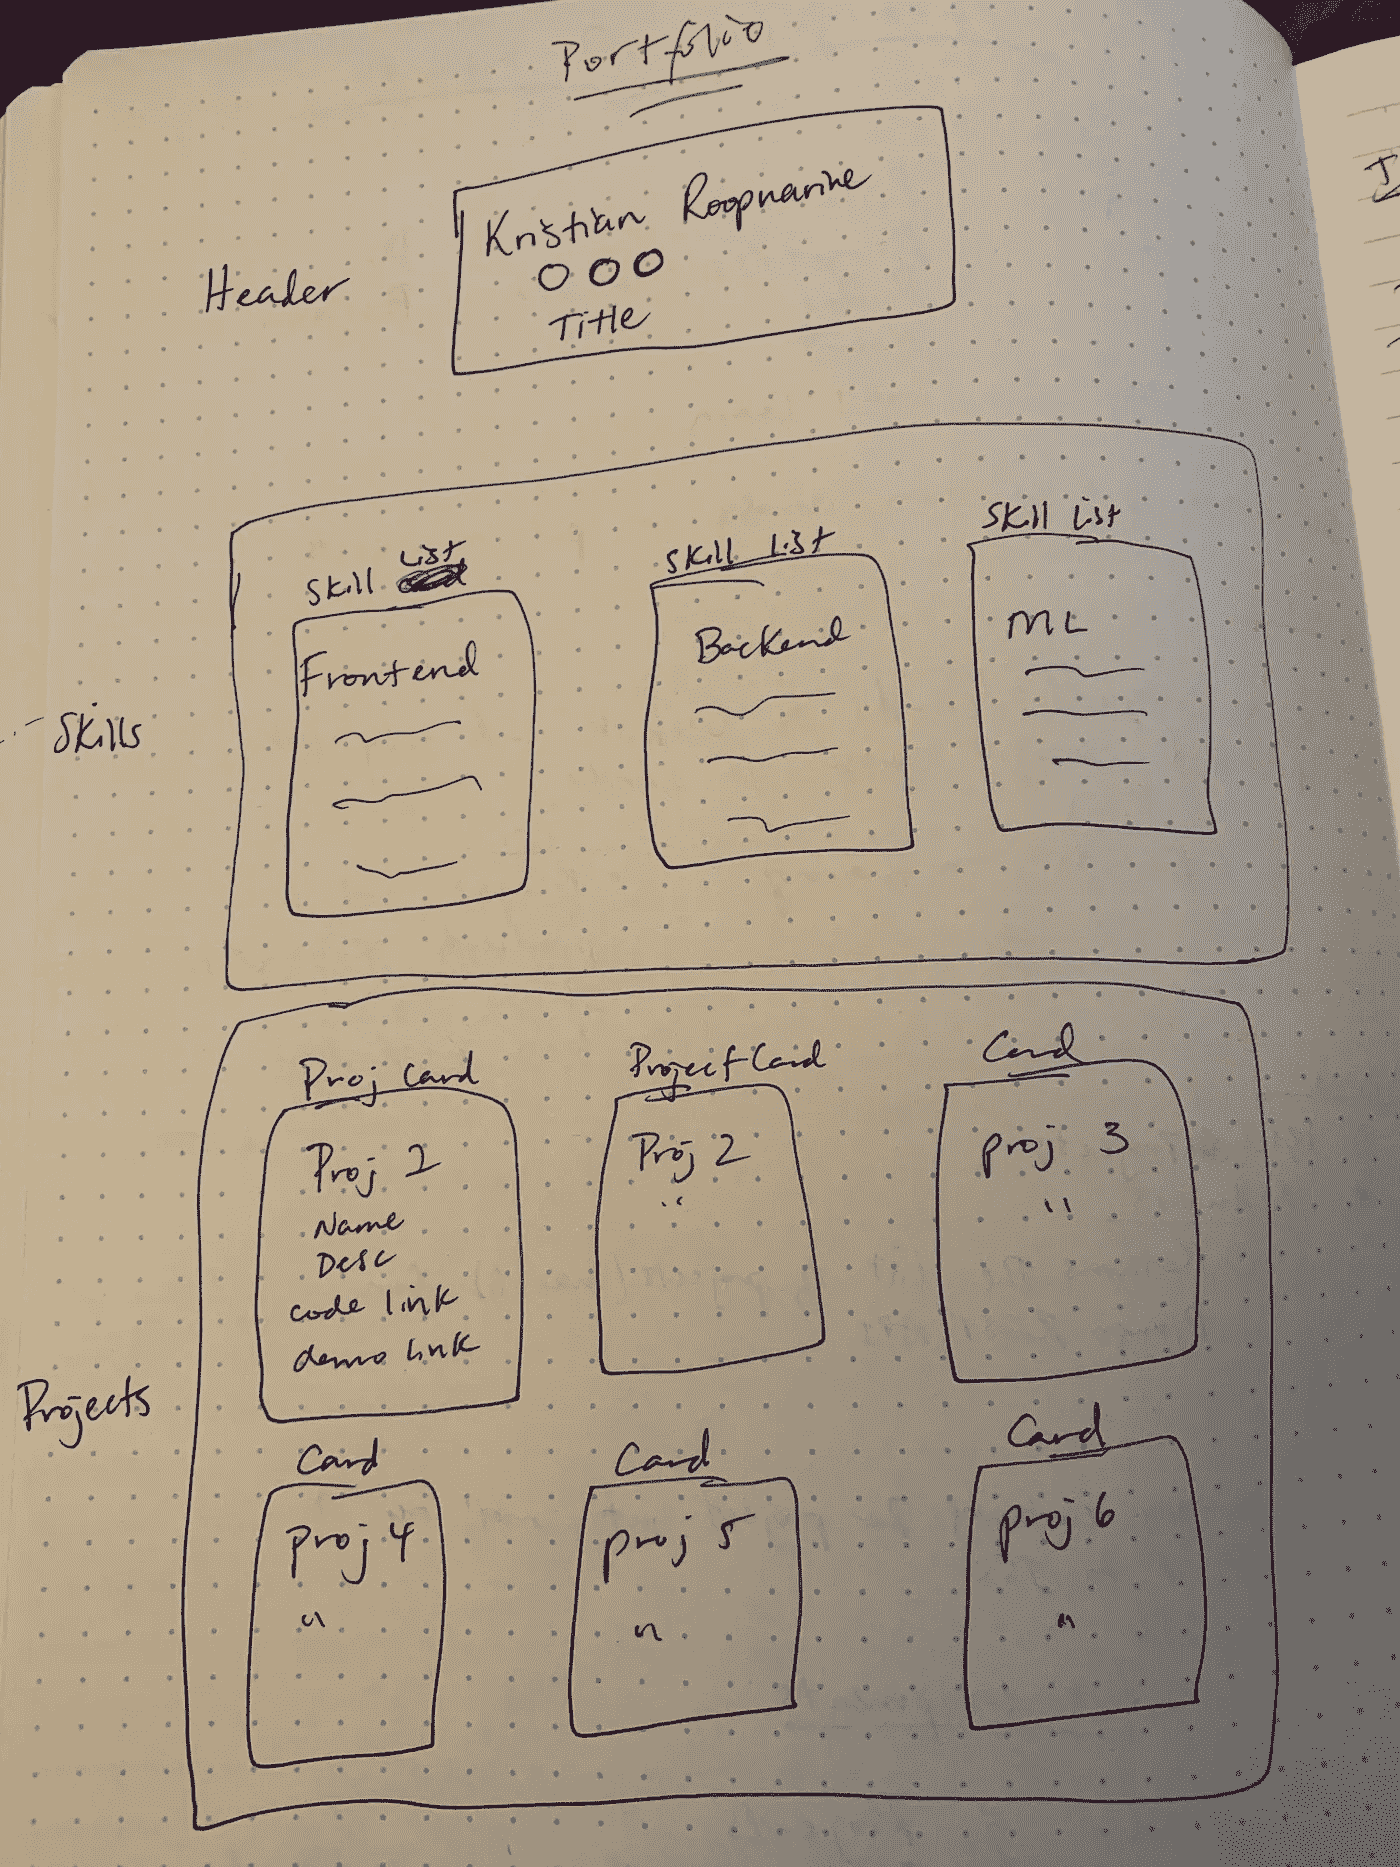 Portfolio
Header
Kristian Roopnarine
Title
Skills
Skill List
Frontend
Skill List
Backend
Skill List
ML
Projects
Proj Card
Proj 1
Name
Desc
code link
demo link
Project Card
Proj 2
"
Card
proj 3
"
Card
proj 4
"
Card
proj 5
"
Card
proj 6
"